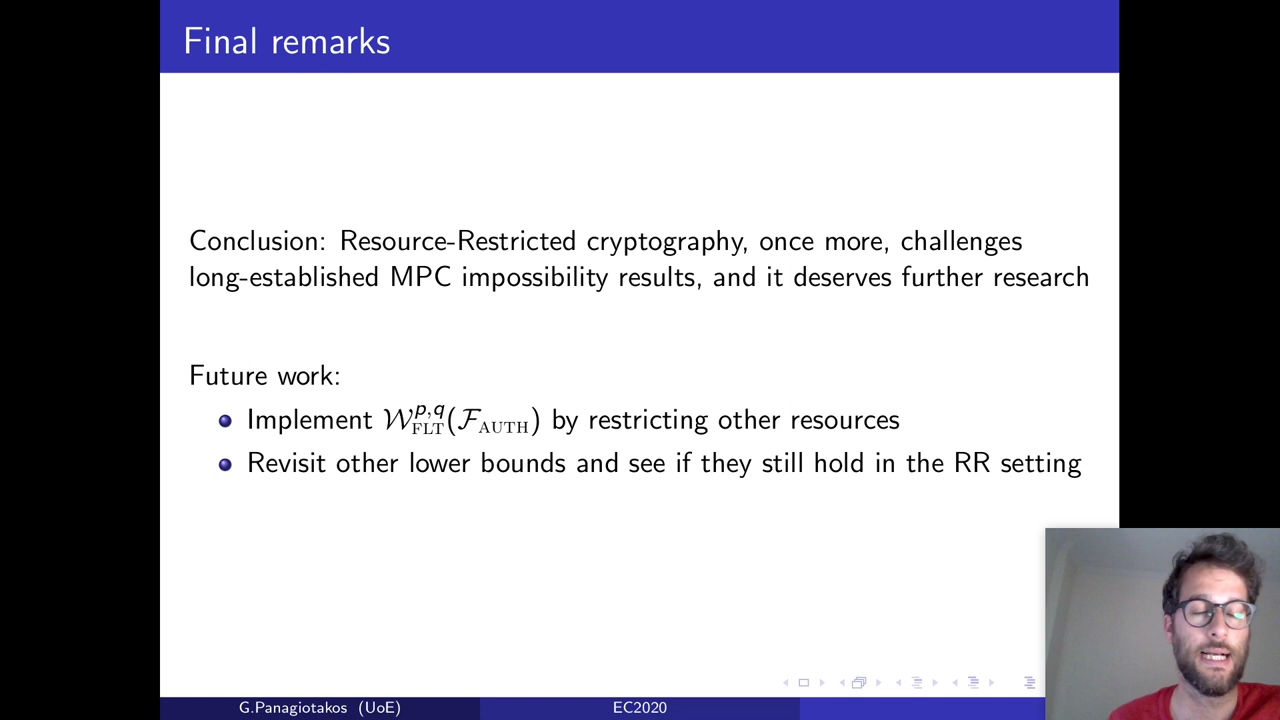 Final remarks
Conclusion: Resource-Restricted cryptography, once more, challenges
long-established MPC impossibility results, and it deserves further research
Future work:
Implement 𝒲^{p,q}_{FLT}(ℱ_{AUTH}) by restricting other resources
Revisit other lower bounds and see if they still hold in the RR setting
G.Panagiotakos (UoE)
EC2020